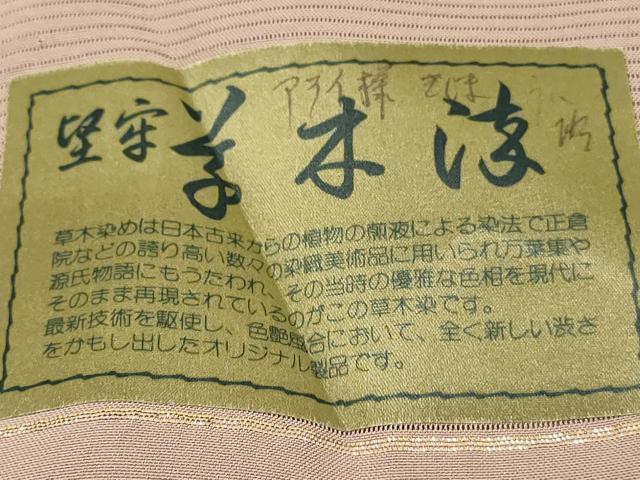 アライ様
堅牢 草木染
草木染めは日本古来からの植物の煎液による染法で正倉
院などの誇り高い数々の染織美術品に用いられ万葉集や
源氏物語にもうたわれ、その当時の優雅な色相を現代に
そのまま再現されているのがこの草木染です。
最新技術を駆使し、色艶風合において、全く新しい渋さ
をかもし出したオリジナル製品です。